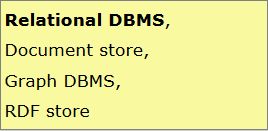 Relational DBMS,
Document store,
Graph DBMS,
RDF store